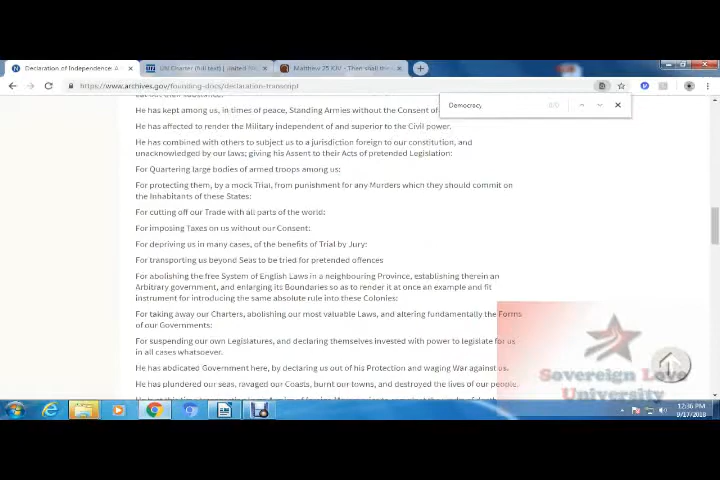 Declaration of Independence: A
UN Charter (full text) | United
Matthew 25 KJV - Then shall the
https://www.archives.gov/founding-docs/declaration-transcript
Democracy
0/0
He has kept among us, in times of peace, Standing Armies without the Consent of
He has affected to render the Military independent of and superior to the Civil power.
He has combined with others to subject us to a jurisdiction foreign to our constitution, and
unacknowledged by our laws; giving his Assent to their Acts of pretended Legislation:
For Quartering large bodies of armed troops among us:
For protecting them, by a mock Trial, from punishment for any Murders which they should commit on
the Inhabitants of these States:
For cutting off our Trade with all parts of the world:
For imposing Taxes on us without our Consent:
For depriving us in many cases, of the benefits of Trial by Jury:
For transporting us beyond Seas to be tried for pretended offences
For abolishing the free System of English Laws in a neighbouring Province, establishing therein an
Arbitrary government, and enlarging its Boundaries so as to render it at once an example and fit
instrument for introducing the same absolute rule into these Colonies:
For taking away our Charters, abolishing our most valuable Laws, and altering fundamentally the Forms
of our Governments:
For suspending our own Legislatures, and declaring themselves invested with power to legislate for us
in all cases whatsoever.
He has abdicated Government here, by declaring us out of his Protection and waging War against us.
He has plundered our seas, ravaged our Coasts, burnt our towns, and destroyed the lives of our people.
Sovereign Love
University
12:36 PM
9/17/2018